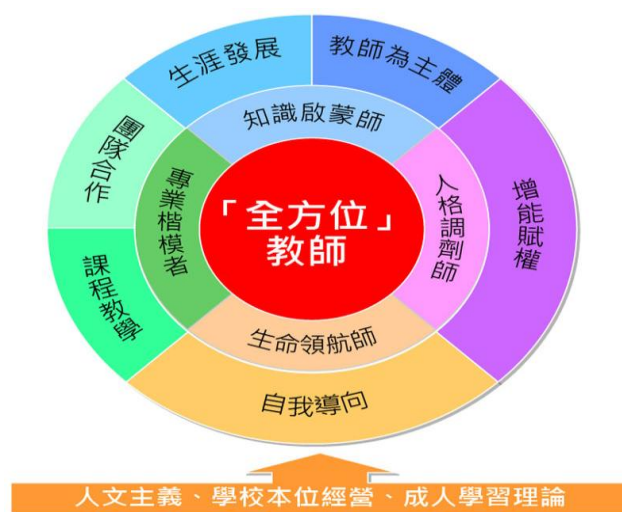 生涯發展
教師為主體
團隊合作
知識啟蒙師
專業楷模者
「全方位」
教師
人格調劑師
增能賦權
課程教學
生命領航師
自我導向
人文主義、學校本位經營、成人學習理論